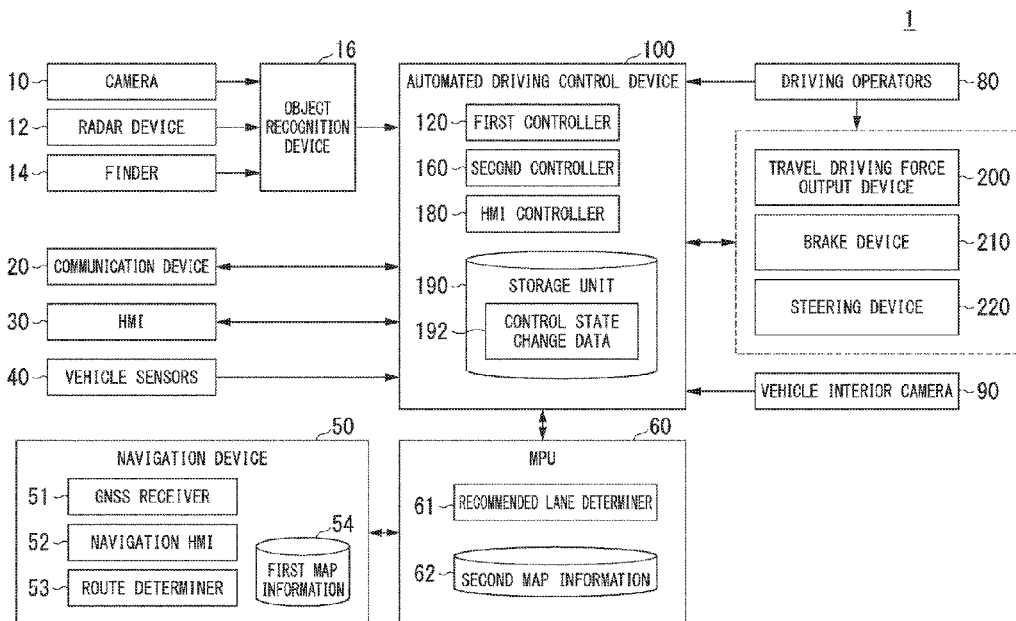 1
10
CAMERA
12
RADAR DEVICE
14
FINDER
16
OBJECT
RECOGNITION
DEVICE
20
COMMUNICATION DEVICE
30
HMI
40
VEHICLE SENSORS
100
AUTOMATED DRIVING CONTROL DEVICE
120
FIRST CONTROLLER
160
SECOND CONTROLLER
180
HMI CONTROLLER
190
STORAGE UNIT
192
CONTROL STATE
CHANGE DATA
DRIVING OPERATORS
80
TRAVEL DRIVING FORCE
OUTPUT DEVICE
200
BRAKE DEVICE
210
STEERING DEVICE
220
VEHICLE INTERIOR CAMERA
90
50
NAVIGATION DEVICE
51
GNSS RECEIVER
52
NAVIGATION HMI
53
ROUTE DETERMINER
54
FIRST MAP
INFORMATION
60
MPU
61
RECOMMENDED LANE DETERMINER
62
SECOND MAP INFORMATION